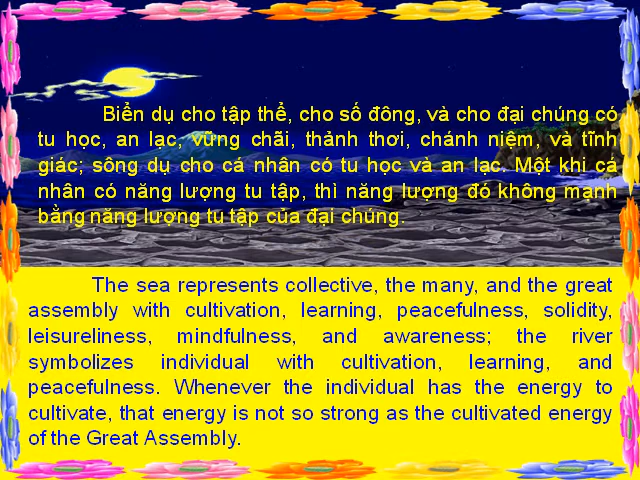 Biển dụ cho tập thể, cho số đông, và cho đại chúng có
tu học, an lạc, vững chãi, thảnh thơi, chánh niệm, và tĩnh
giác; sông dụ cho cá nhân có tu học và an lạc. Một khi cá
nhân có năng lượng tu tập, thì năng lượng đó không mạnh
bằng năng lượng tu tập của đại chúng.
The sea represents collective, the many, and the great
assembly with cultivation, learning, peacefulness, solidity,
leisureliness, mindfulness, and awareness; the river
symbolizes individual with cultivation, learning, and
peacefulness. Whenever the individual has the energy to
cultivate, that energy is not so strong as the cultivated energy
of the Great Assembly.